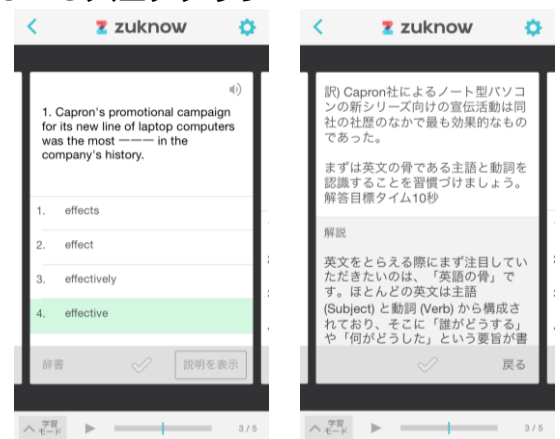 zuknow
1. Capron's promotional campaign
for its new line of laptop computers
was the most ——— in the
company's history.
1. effects
2. effect
3. effectively
4. effective
辞書
説明を表示
学習
モード
3 / 5
zuknow
訳) Capron社によるノート型パソコ
ンの新シリーズ向けの宣伝活動は同
社の社歴のなかで最も効果的なもの
であった。
まずは英文の骨である主語と動詞を
認識することを習慣づけましょう。
解答目標タイム10秒
解説
英文をとらえる際にまず注目してい
ただきたいのは、「英語の骨」で
す。ほとんどの英文は主語
(Subject) と動詞 (Verb) から構成さ
れており、そこに「誰がどうする」
や「何がどうした」という要旨が書
戻る
学習
モード
3 / 5